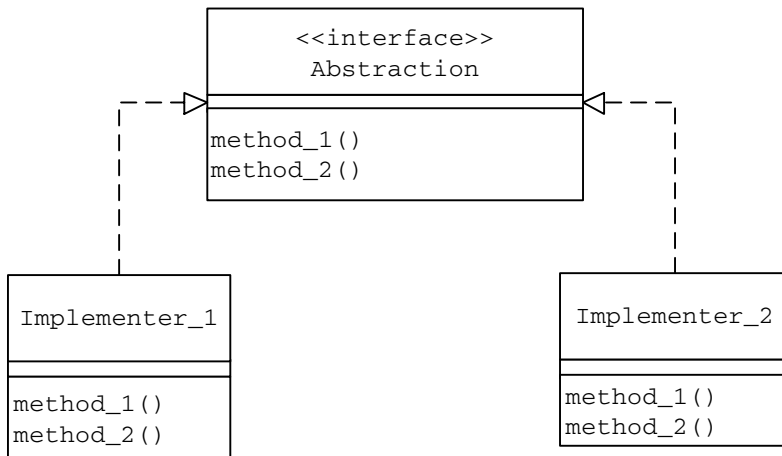 <<interface>>
Abstraction
method_1()
method_2()
Implementer_1
method_1()
method_2()
Implementer_2
method_1()
method_2()